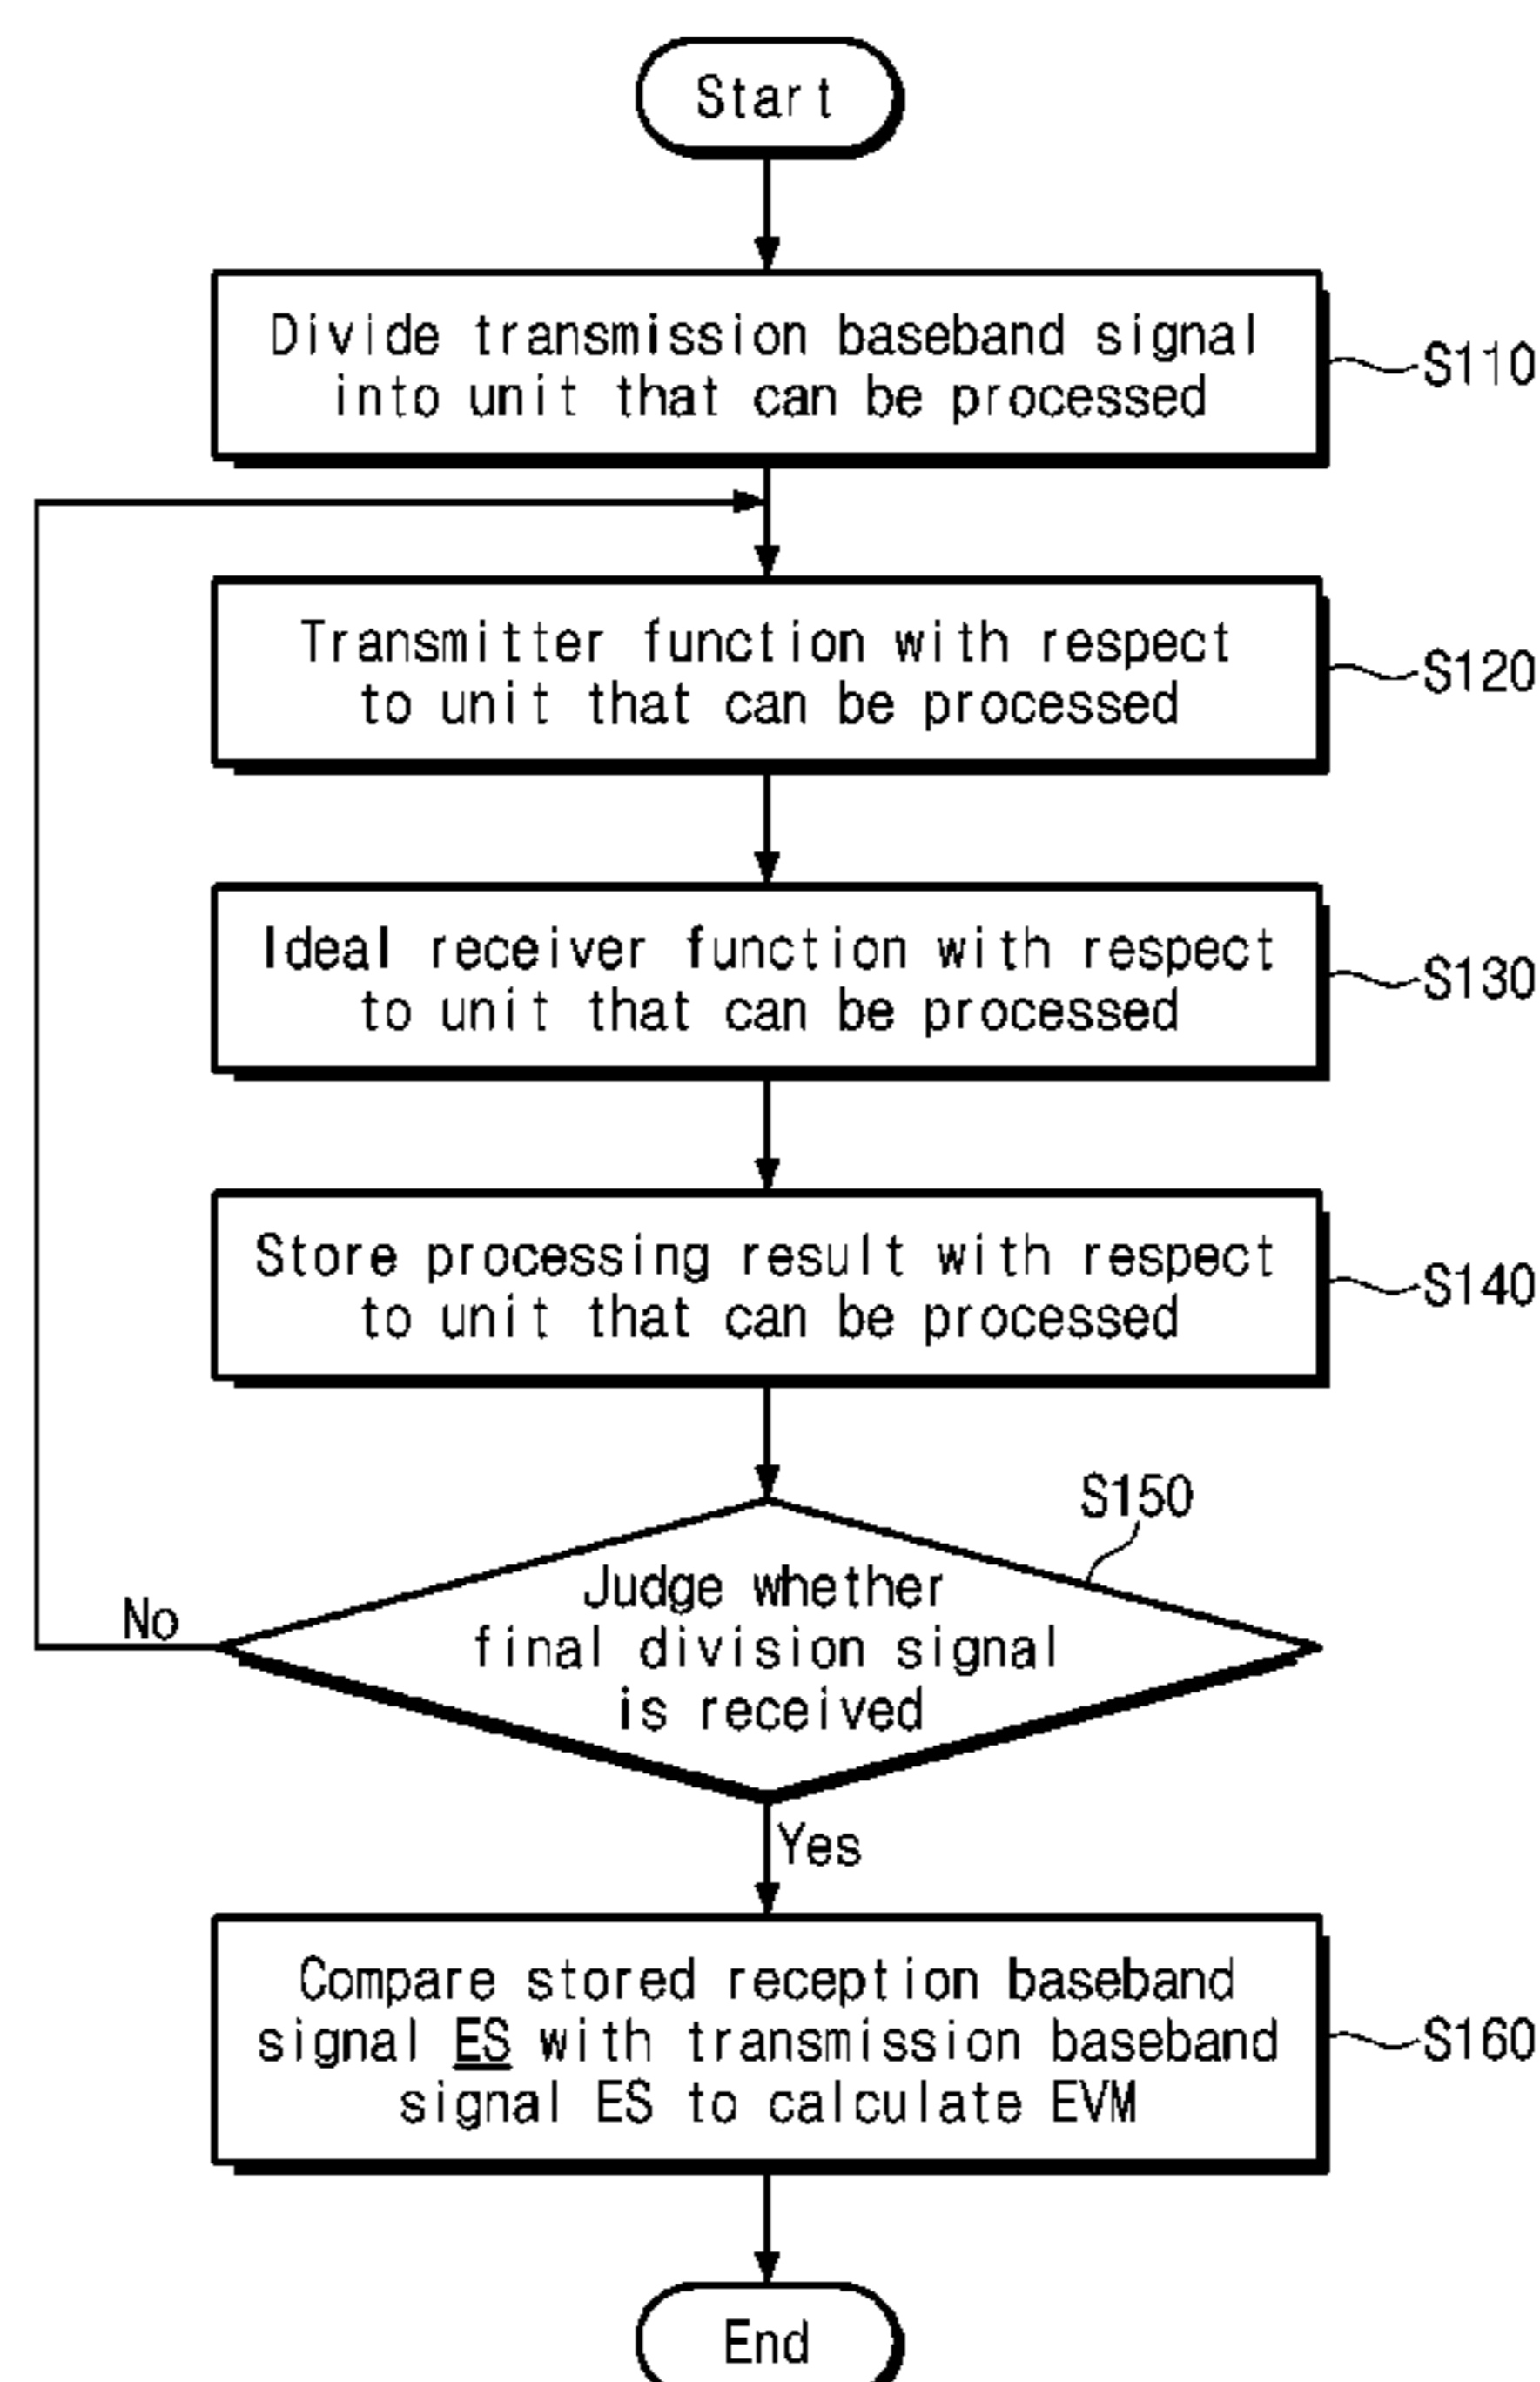 Start
Divide transmission baseband signal
into unit that can be processed
S110
Transmitter function with respect
to unit that can be processed
S120
Ideal receiver function with respect
to unit that can be processed
S130
Store processing result with respect
to unit that can be processed
S140
S150
Judge whether
final division signal
is received
No
Yes
Compare stored reception baseband
signal ES with transmission baseband
signal ES to calculate EVM
S160
End